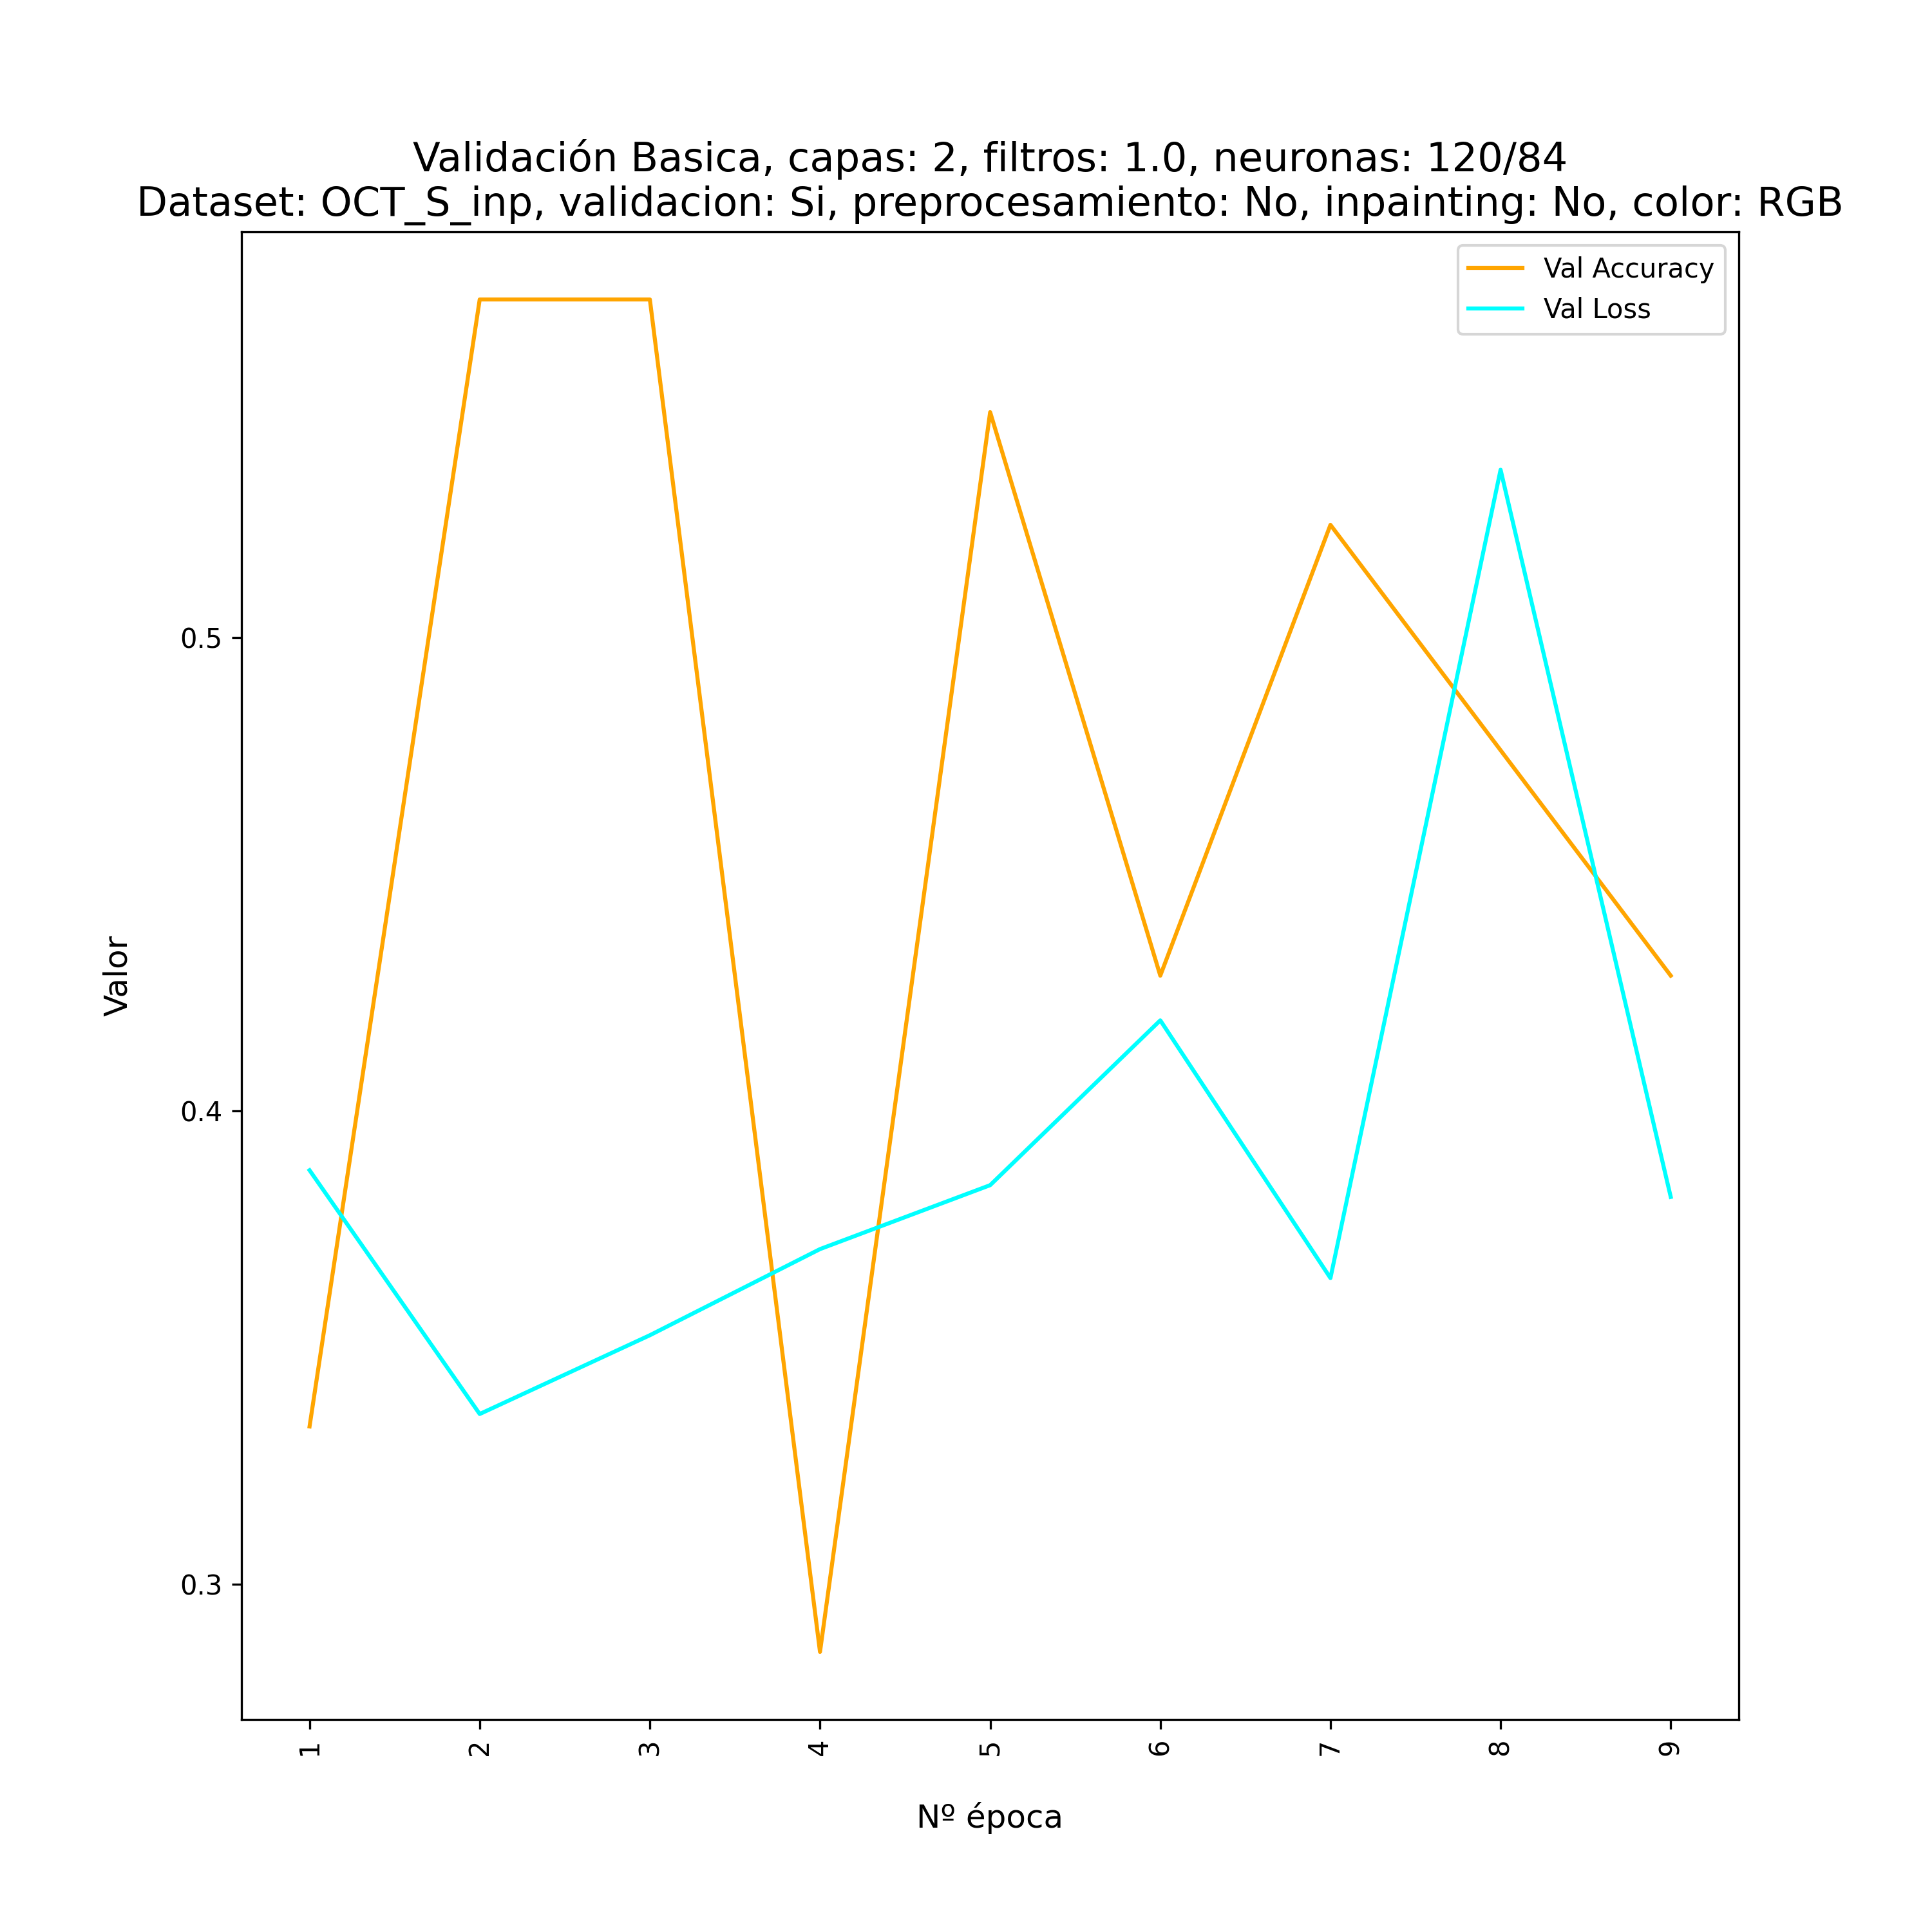 Validación Basica, capas: 2, filtros: 1.0, neuronas: 120/84
Dataset: OCT_S_inp, validacion: Si, preprocesamiento: No, inpainting: No, color: RGB
Val Accuracy
Val Loss
Valor
0.5
0.4
0.3
1 2 3 4 5 6 7 8 9
Nº época